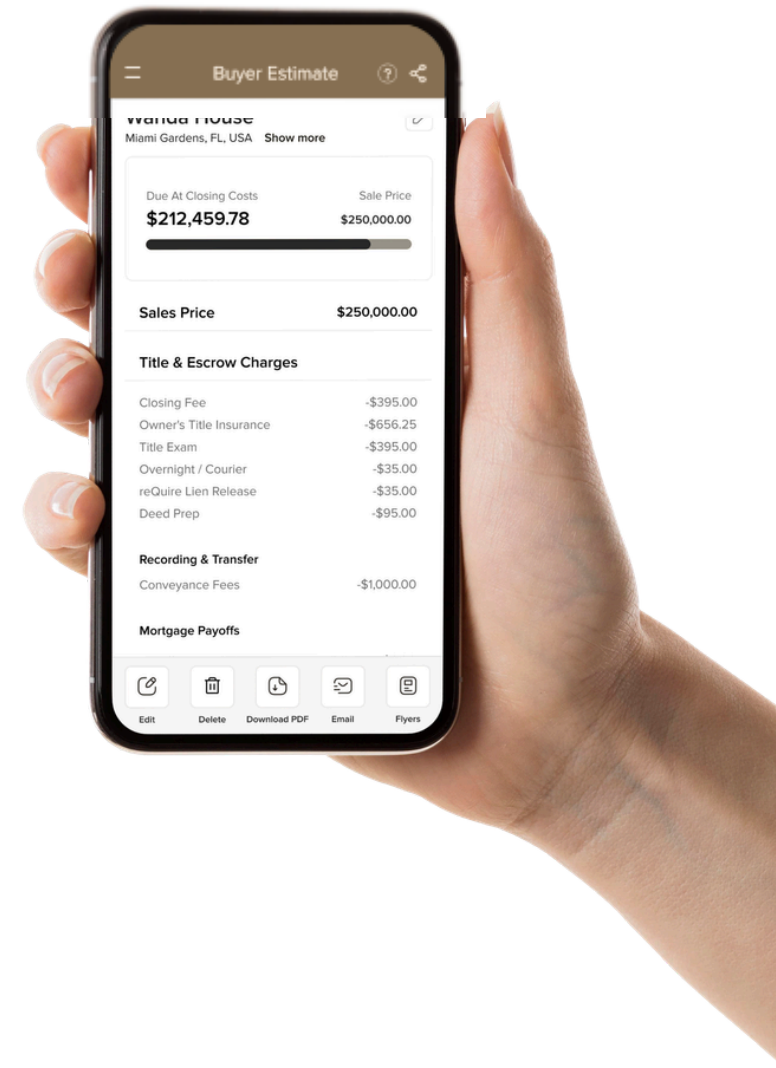 Buyer Estimate
Wanda House
Miami Gardens, FL, USA Show more
Due At Closing Costs Sale Price
$212,459.78 $250,000.00
Sales Price $250,000.00
Title & Escrow Charges
Closing Fee -$395.00
Owner's Title Insurance -$656.25
Title Exam -$395.00
Overnight / Courier -$35.00
reQuire Lien Release -$35.00
Deed Prep -$95.00
Recording & Transfer
Conveyance Fees -$1,000.00
Mortgage Payoffs
Edit Delete Download PDF Email Flyers